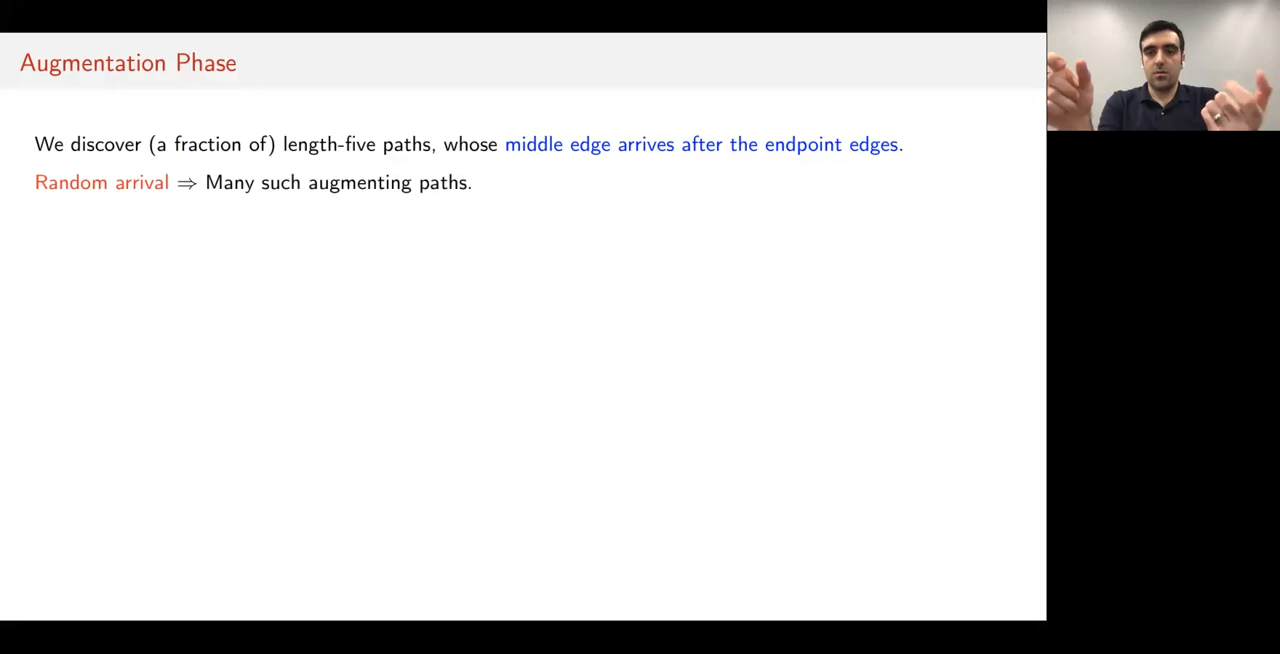 Augmentation Phase
We discover (a fraction of) length-five paths, whose middle edge arrives after the endpoint edges.
Random arrival ⇒ Many such augmenting paths.